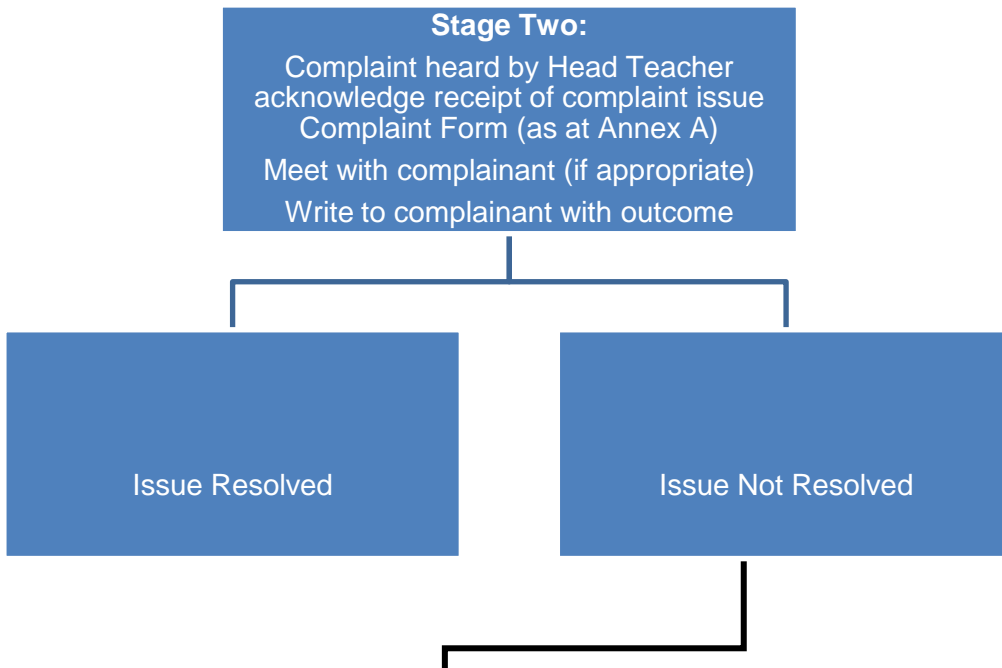 Stage Two:
Complaint heard by Head Teacher
acknowledge receipt of complaint issue
Complaint Form (as at Annex A)
Meet with complainant (if appropriate)
Write to complainant with outcome
Issue Resolved
Issue Not Resolved